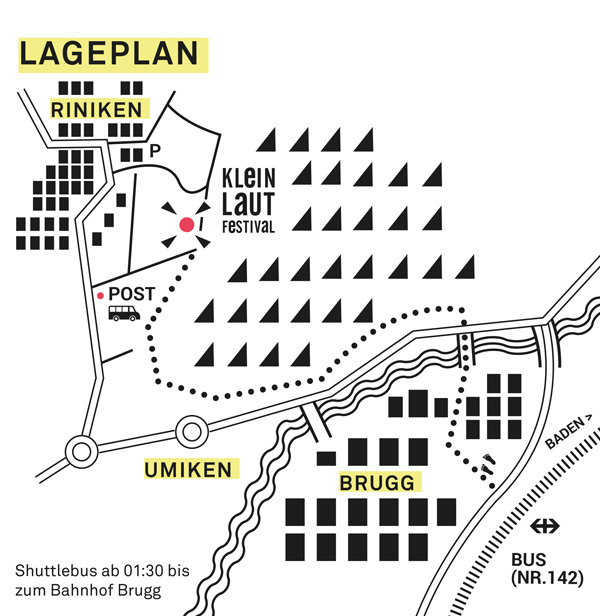 LAGEPLAN
RINIKEN
P
KLEIN
LAUT
FESTIVAL
POST
UMIKEN
BRUGG
BADEN >
BUS
(NR.142)
Shuttlebus ab 01:30 bis
zum Bahnhof Brugg